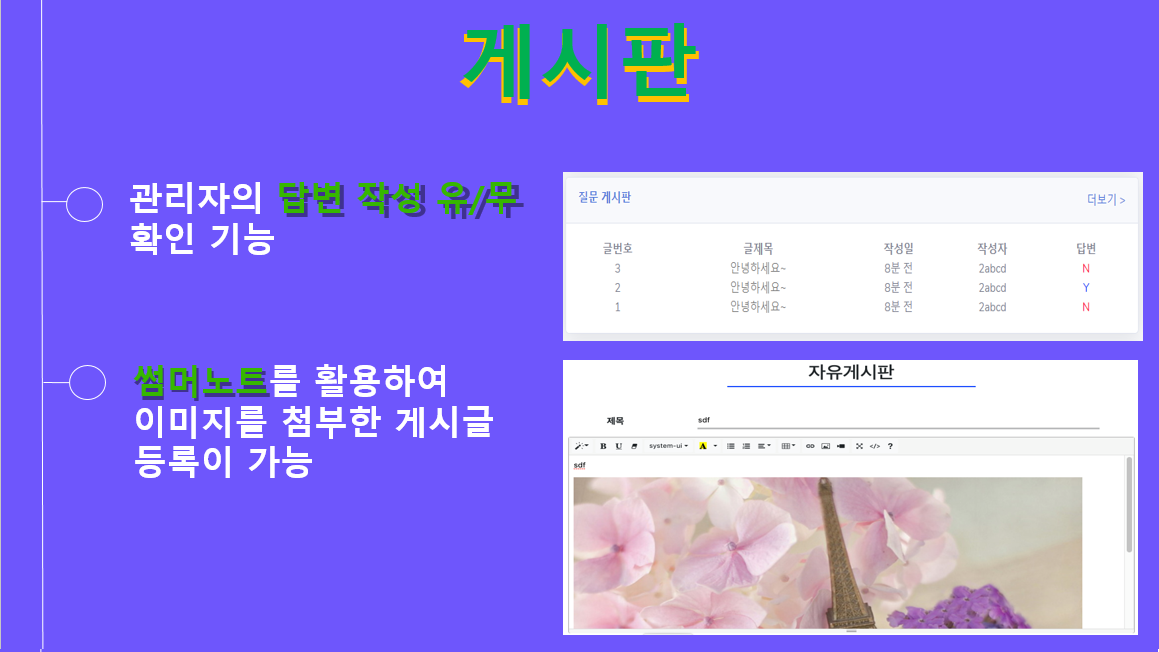 게시판
관리자의 답변 작성 유/무
확인 기능
질문 게시판 더보기 >
글번호 글제목 작성일 작성자 답변
3 안녕하세요~ 8분 전 2abcd N
2 안녕하세요~ 8분 전 2abcd Y
1 안녕하세요~ 8분 전 2abcd N
썸머노트를 활용하여
이미지를 첨부한 게시글
등록이 가능
자유게시판
제목 sdf
B U system-ui A </> ?
sdf